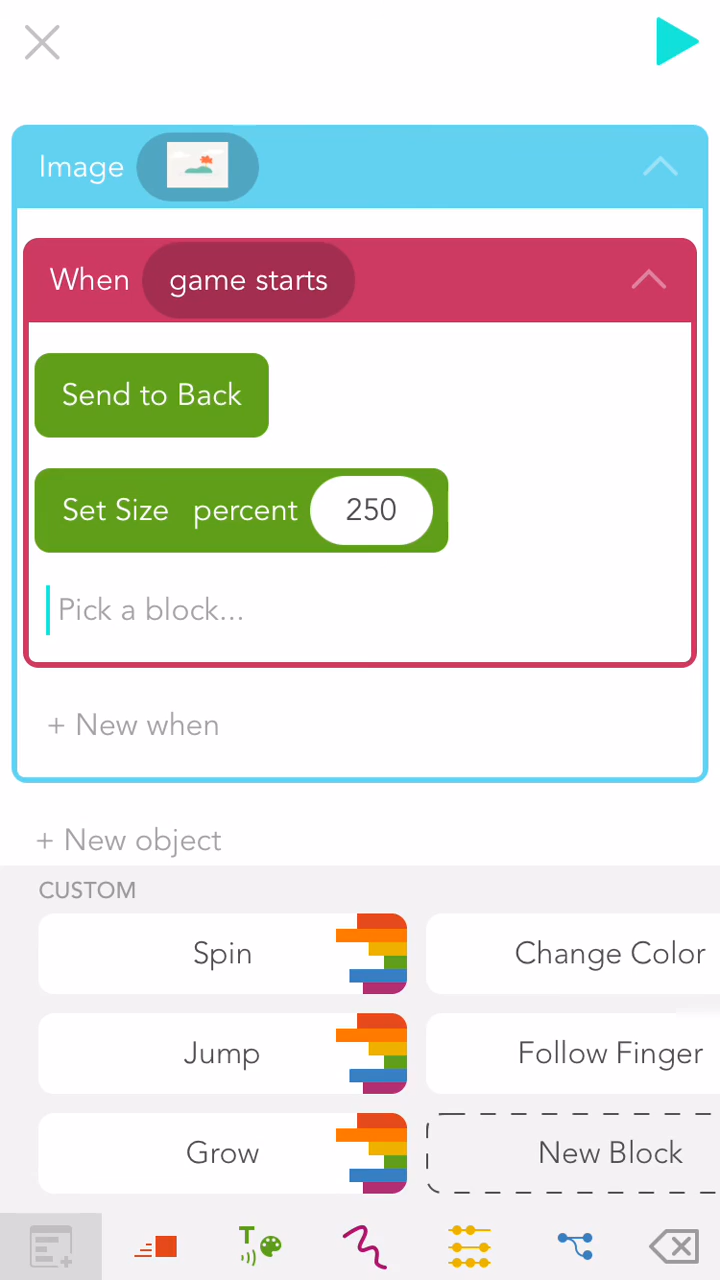 Image
When game starts
Send to Back
Set Size percent 250
Pick a block...
+ New when
+ New object
CUSTOM
Spin Change Color
Jump Follow Finger
Grow New Block
T